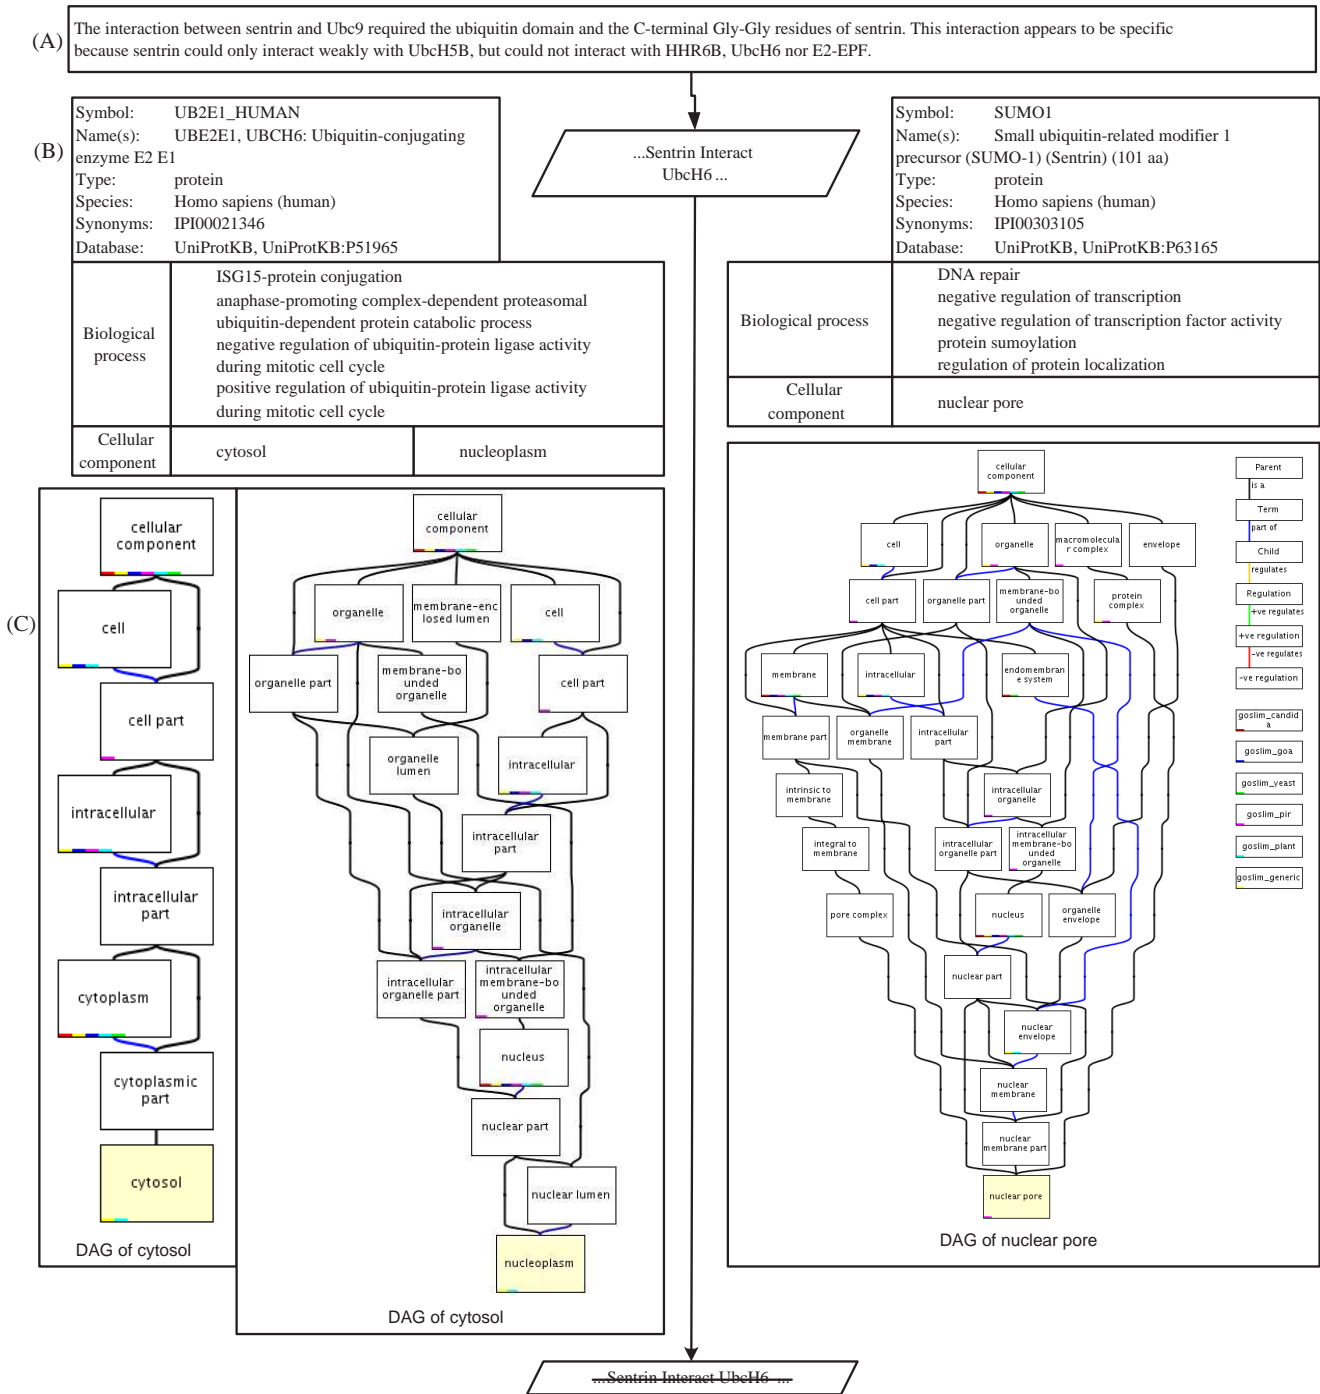 (A)
The interaction between sentrin and Ubc9 required the ubiquitin domain and the C-terminal Gly-Gly residues of sentrin. This interaction appears to be specific
because sentrin could only interact weakly with UbcH5B, but could not interact with HHR6B, UbcH6 nor E2-EPF.
(B)
Symbol: UB2E1_HUMAN
Name(s): UBE2E1, UBCH6: Ubiquitin-conjugating
enzyme E2 E1
Type: protein
Species: Homo sapiens (human)
Synonyms: IPI00021346
Database: UniProtKB, UniProtKB:P51965
Biological
process
ISG15-protein conjugation
anaphase-promoting complex-dependent proteasomal
ubiquitin-dependent protein catabolic process
negative regulation of ubiquitin-protein ligase activity
during mitotic cell cycle
positive regulation of ubiquitin-protein ligase activity
during mitotic cell cycle
Cellular
component
cytosol
nucleoplasm
...Sentrin Interact
UbcH6 ...
Symbol: SUMO1
Name(s): Small ubiquitin-related modifier 1
precursor (SUMO-1) (Sentrin) (101 aa)
Type: protein
Species: Homo sapiens (human)
Synonyms: IPI00303105
Database: UniProtKB, UniProtKB:P63165
Biological process
DNA repair
negative regulation of transcription
negative regulation of transcription factor activity
protein sumoylation
regulation of protein localization
Cellular
component
nuclear pore
(C)
cellular
component
cell
cell part
intracellular
intracellular
part
cytoplasm
cytoplasmic
part
cytosol
DAG of cytosol
cellular
component
organelle
membrane-enc
losed lumen
cell
organelle part
membrane-bo
unded
organelle
cell part
organelle
lumen
intracellular
intracellular
part
intracellular
organelle
intracellular
organelle part
intracellular
membrane-bo
unded
organelle
nucleus
nuclear part
nuclear lumen
nucleoplasm
DAG of cytosol
cellular
component
cell
organelle
macromolecul
ar complex
envelope
cell part
organelle part
membrane-bo
unded
organelle
protein
complex
membrane
intracellular
endomembran
e system
membrane part
organelle
membrane
intracellular
part
intrinsic to
membrane
intracellular
organelle
integral to
membrane
intracellular
organelle part
intracellular
membrane-bo
unded
organelle
pore complex
nucleus
organelle
envelope
nuclear part
nuclear
envelope
nuclear
membrane
nuclear
membrane part
nuclear pore
DAG of nuclear pore
Parent
is a
Term
part of
Child
regulates
Regulation
+ve regulates
+ve regulation
-ve regulates
-ve regulation
goslim_candid
a
goslim_goa
goslim_yeast
goslim_pir
goslim_plant
goslim_generic
...Sentrin Interact UbcH6 ...